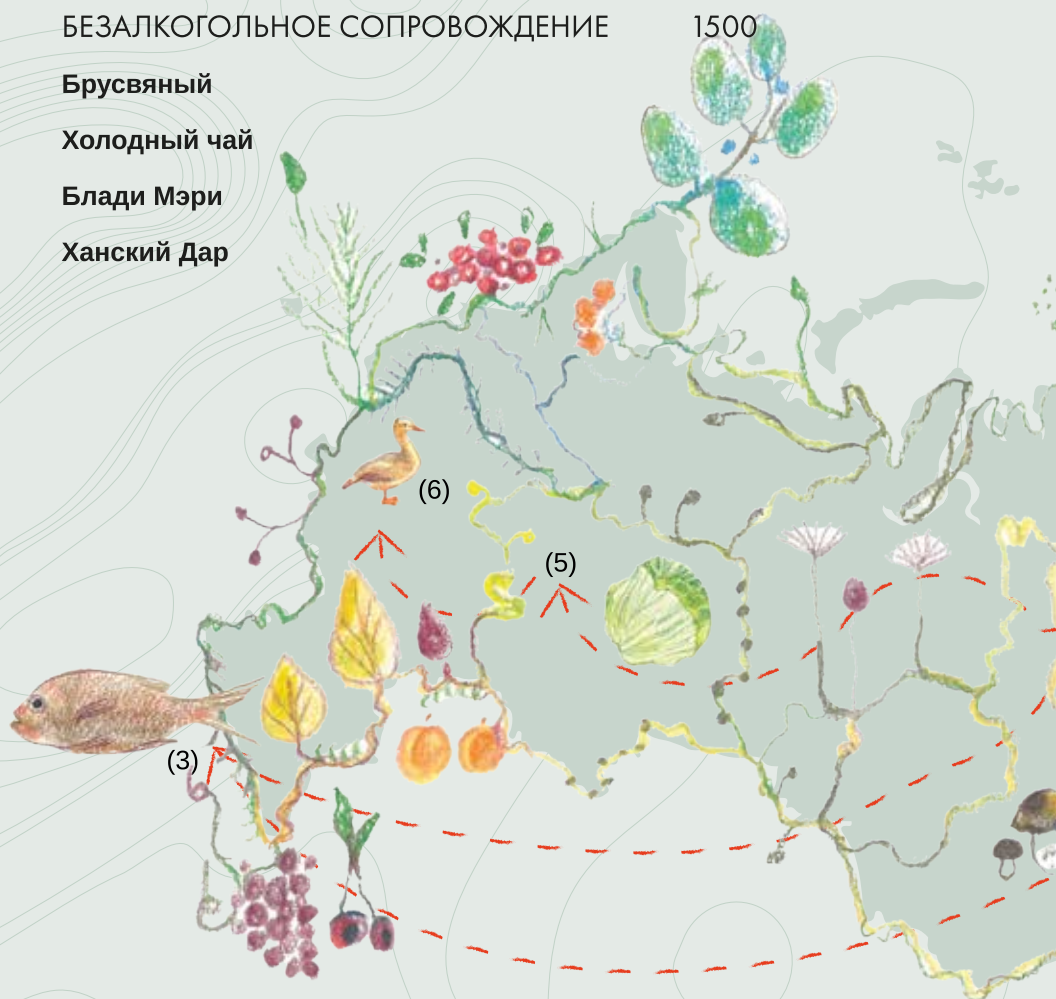 БЕЗАЛКОГОЛЬНОЕ СОПРОВОЖДЕНИЕ 1500
Брусвяный
Холодный чай
Блади Мэри
Ханский Дар
(6)
(5)
(3)